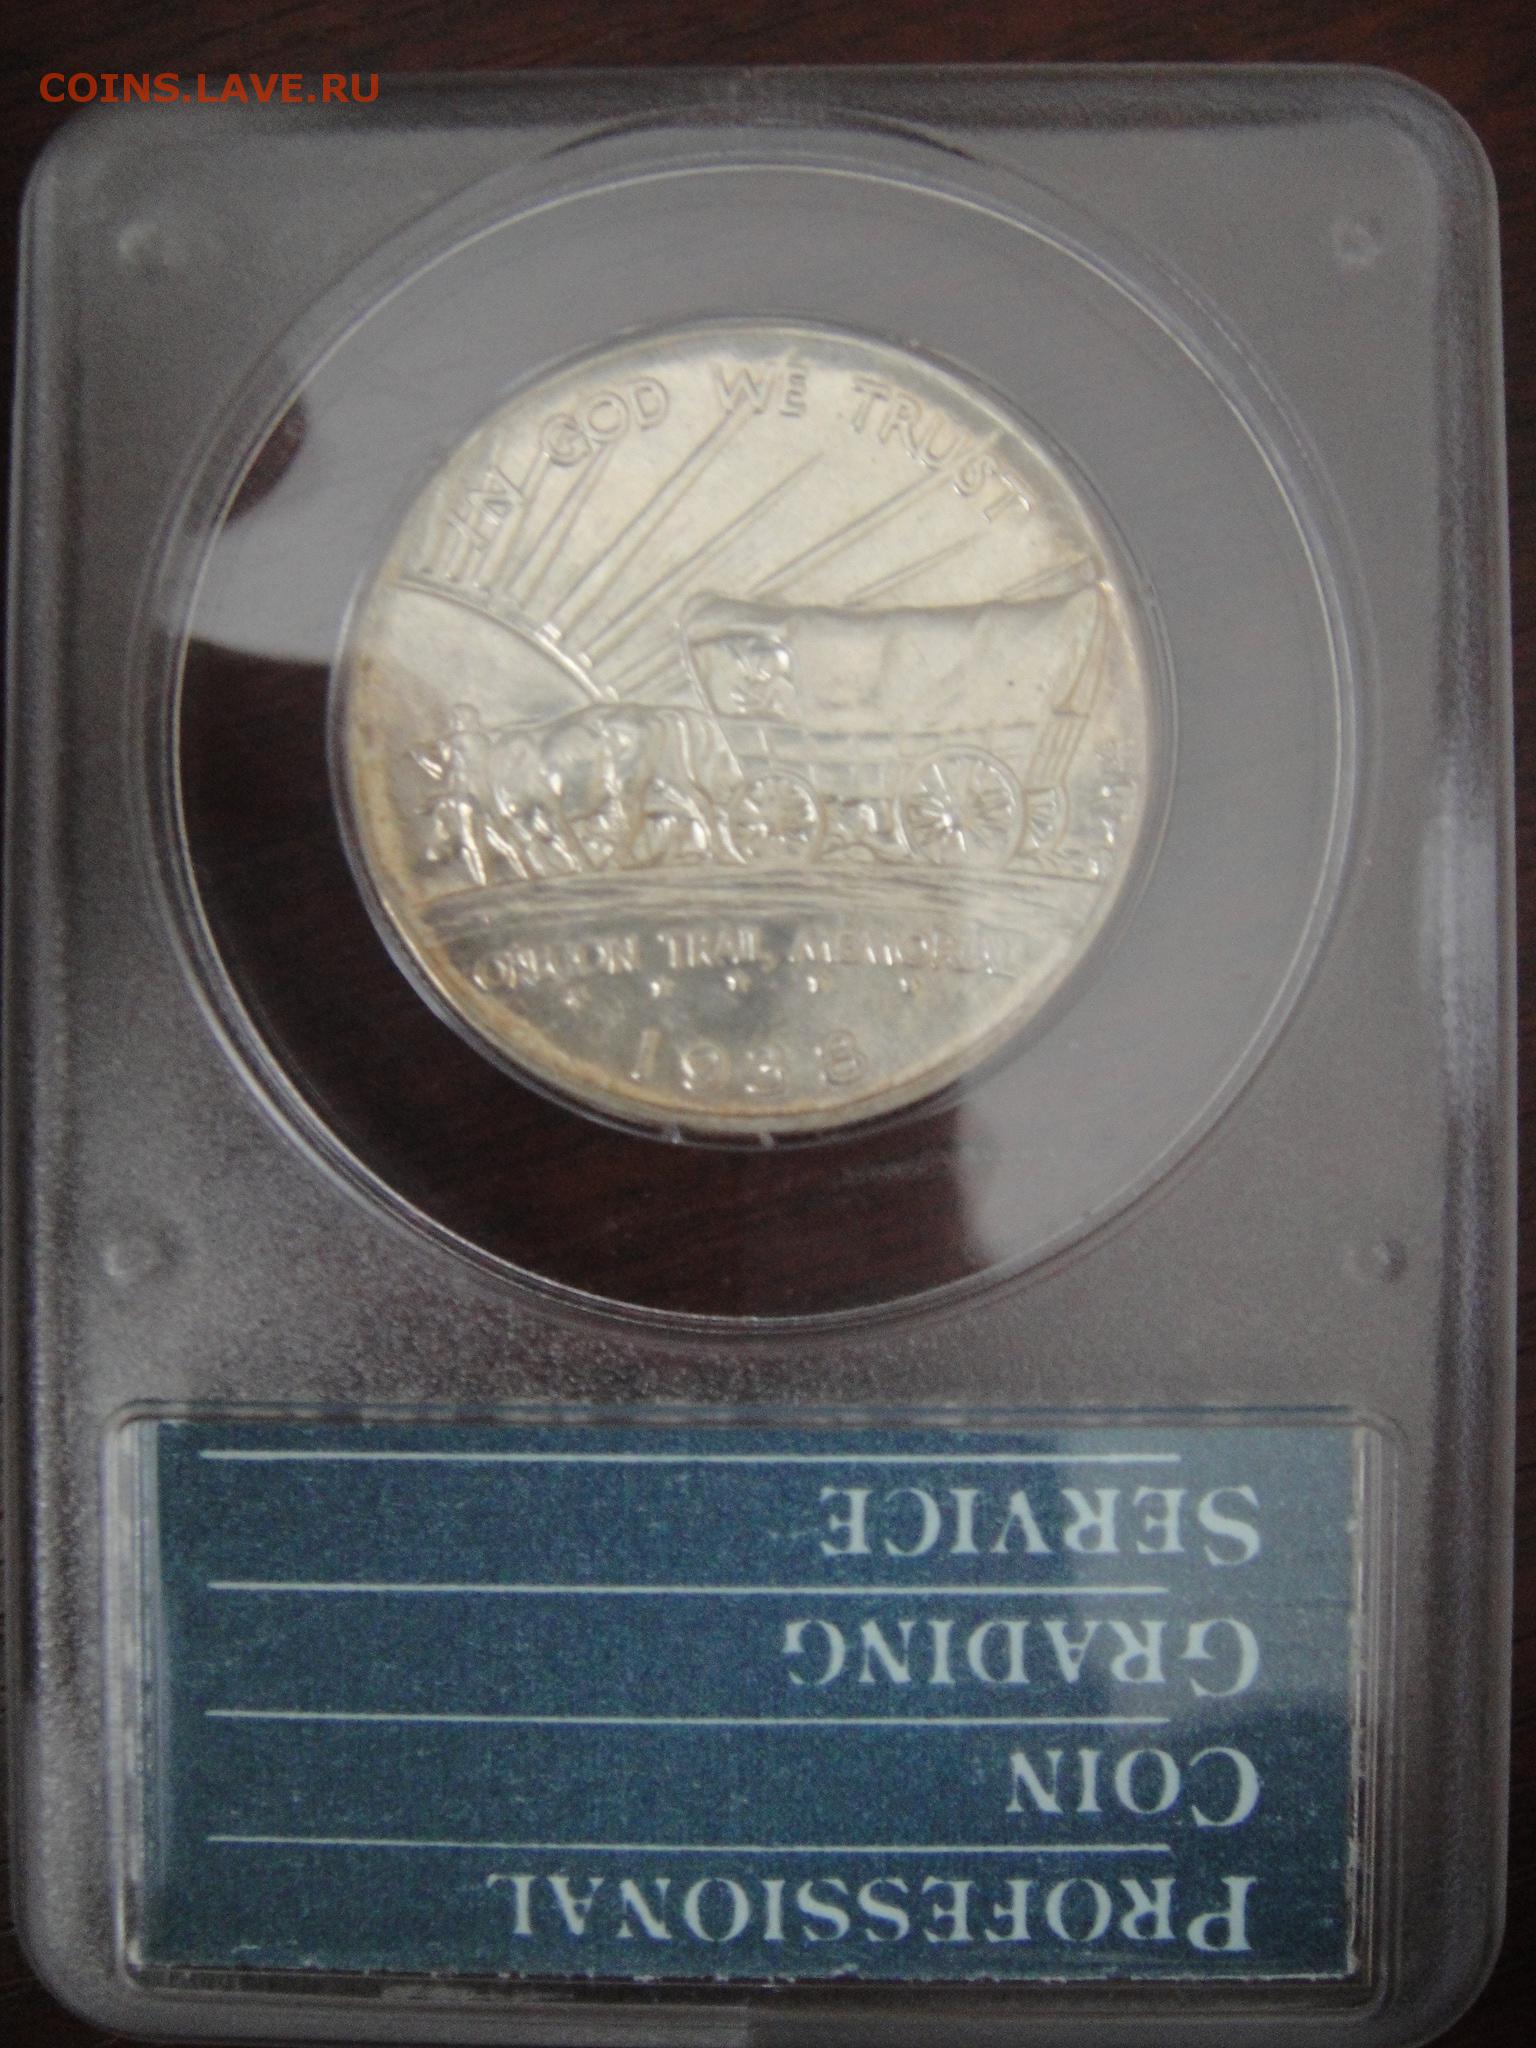 COINS.LAVE.RU
IN GOD WE TRUST
OREGON TRAIL MEMORIAL
1938
PROFESSIONAL
COIN
GRADING
SERVICE